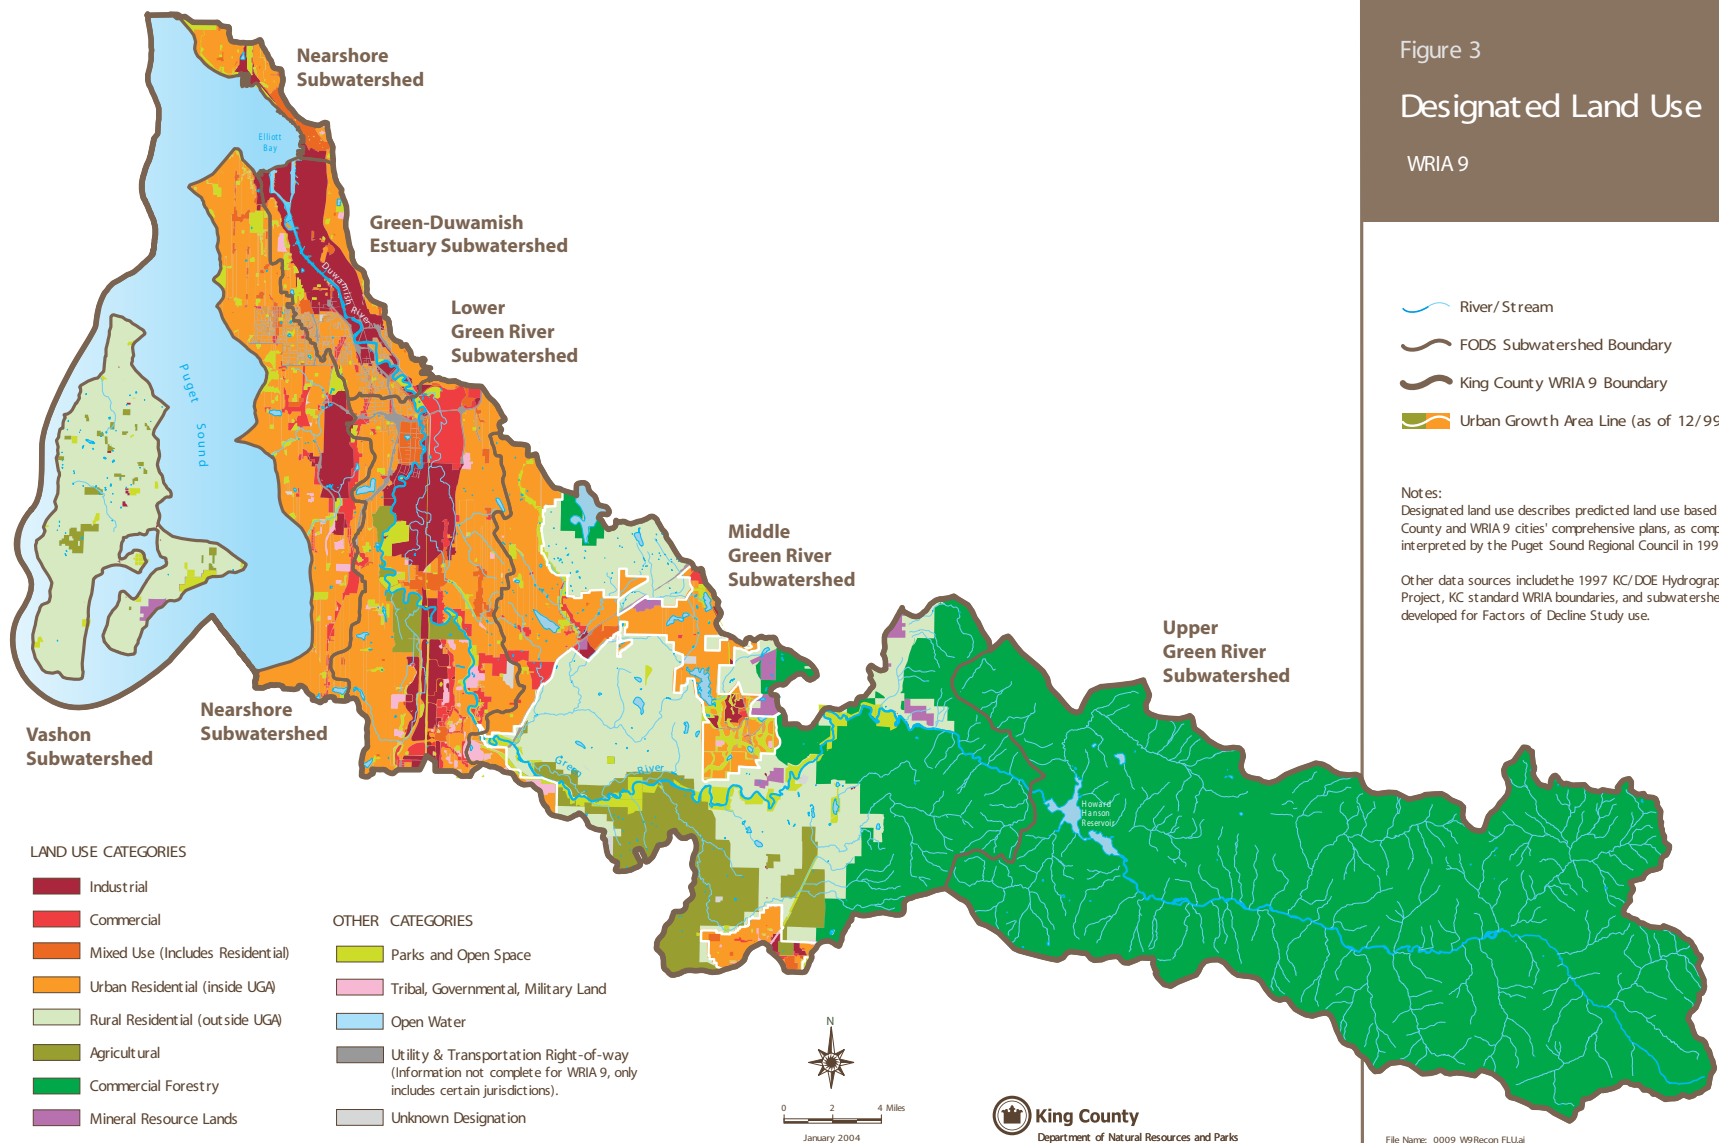 Figure 3
Designated Land Use
WRIA 9
Nearshore
Subwatershed
Elliott
Bay
Green-Duwamish
Estuary Subwatershed
Duwamish River
Lower
Green River
Subwatershed
Puget Sound
Middle
Green River
Subwatershed
Upper
Green River
Subwatershed
Nearshore
Subwatershed
Vashon
Subwatershed
Green River
Howard
Hanson
Reservoir
River/Stream
FODS Subwatershed Boundary
King County WRIA 9 Boundary
Urban Growth Area Line (as of 12/99
Notes:
Designated land use describes predicted land use based
County and WRIA 9 cities' comprehensive plans, as comp
interpreted by the Puget Sound Regional Council in 199
Other data sources includethe 1997 KC/DOE Hydrograp
Project, KC standard WRIA boundaries, and subwatershe
developed for Factors of Decline Study use.
LAND USE CATEGORIES
Industrial
Commercial
Mixed Use (Includes Residential)
Urban Residential (inside UGA)
Rural Residential (outside UGA)
Agricultural
Commercial Forestry
Mineral Resource Lands
OTHER CATEGORIES
Parks and Open Space
Tribal, Governmental, Military Land
Open Water
Utility & Transportation Right-of-way
(Information not complete for WRIA 9, only
includes certain jurisdictions).
Unknown Designation
N
0 2 4 Miles
January 2004
King County
Department of Natural Resources and Parks
File Name: 0009 W9Recon FLU.ai